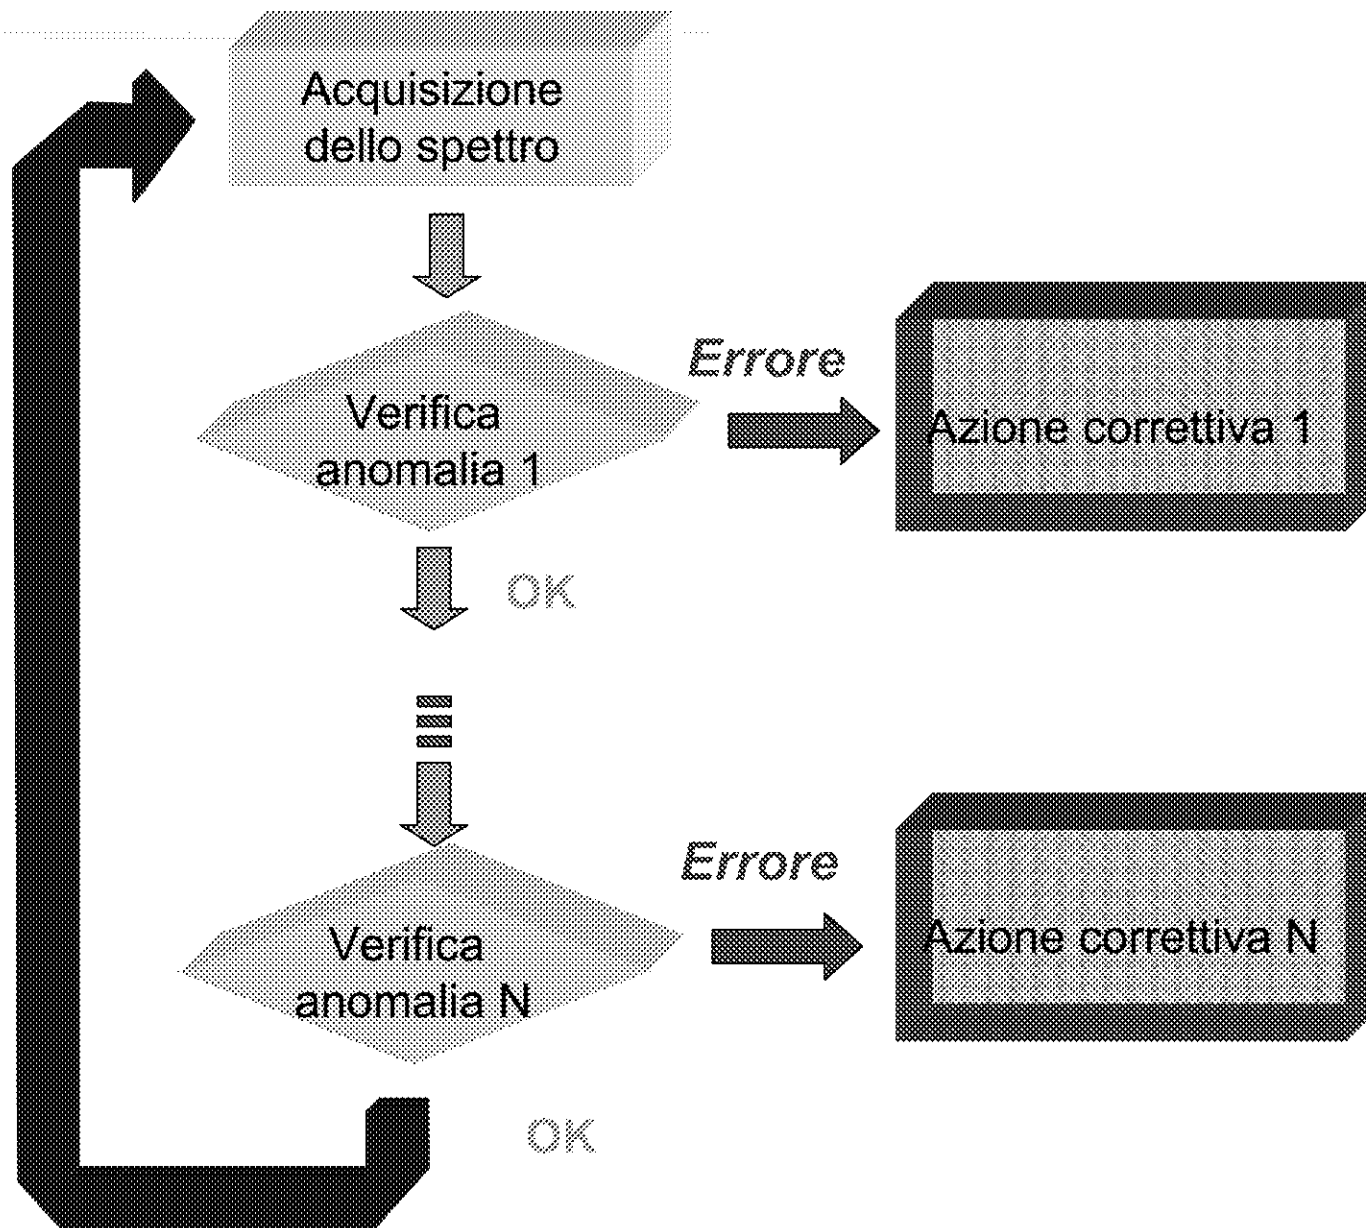 Acquisizione
dello spettro
Verifica
anomalia 1
Errore
Azione correttiva 1
OK
Verifica
anomalia N
Errore
Azione correttiva N
OK